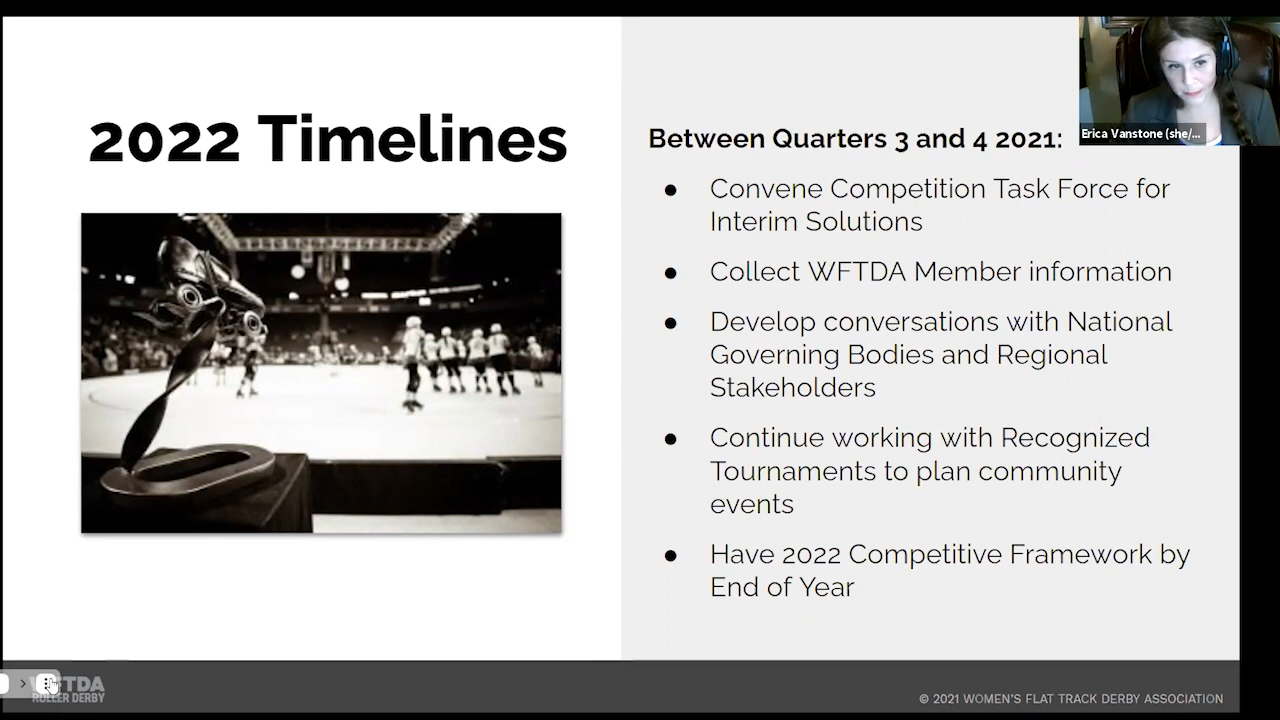 2022 Timelines
Erica Vanstone (she/...
Between Quarters 3 and 4 2021:
● Convene Competition Task Force for
Interim Solutions
● Collect WFTDA Member information
● Develop conversations with National
Governing Bodies and Regional
Stakeholders
● Continue working with Recognized
Tournaments to plan community
events
● Have 2022 Competitive Framework by
End of Year
WFTDA
ROLLER DERBY
© 2021 WOMEN'S FLAT TRACK DERBY ASSOCIATION